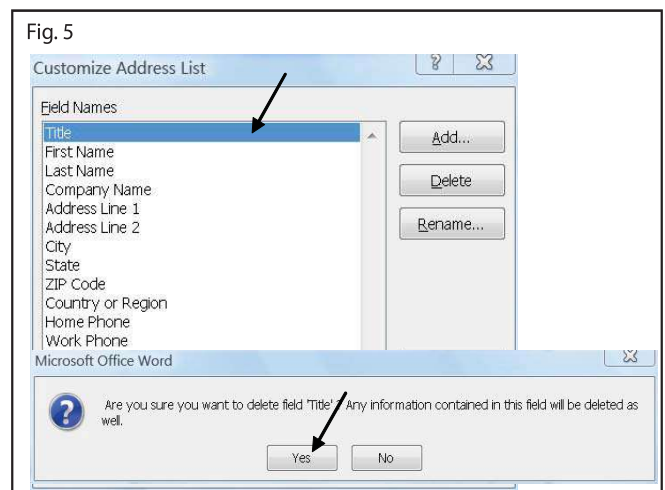 Fig. 5
Customize Address List
Field Names
Title
First Name
Last Name
Company Name
Address Line 1
Address Line 2
City
State
ZIP Code
Country or Region
Home Phone
Work Phone
Add...
Delete
Rename...
Microsoft Office Word
Are you sure you want to delete field 'Title' ? Any information contained in this field will be deleted as
well.
Yes No